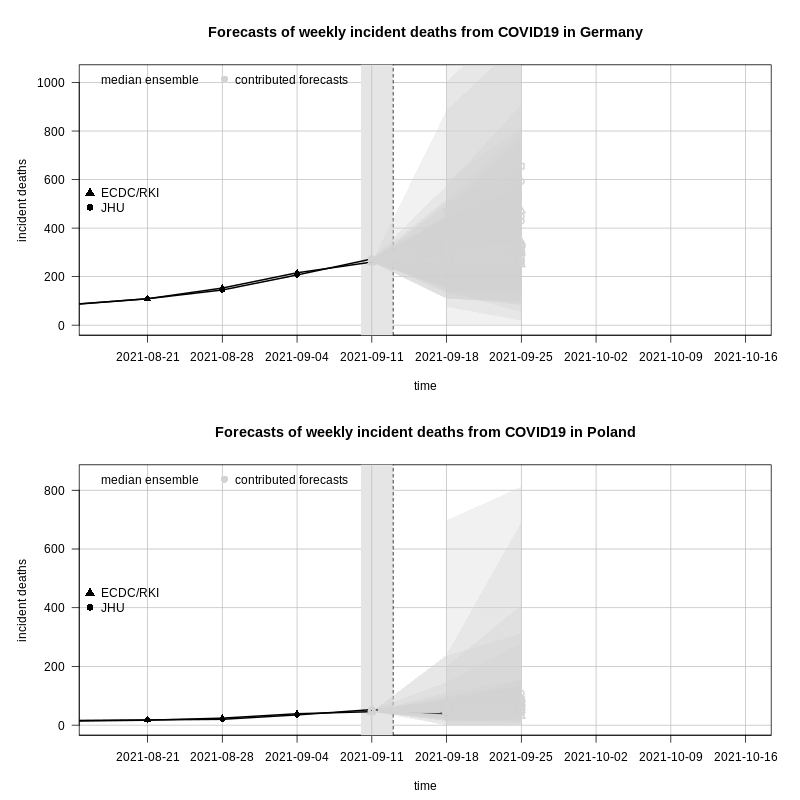 Forecasts of weekly incident deaths from COVID19 in Germany
median ensemble contributed forecasts
1000
800
600
400
200
0
incident deaths
ECDC/RKI
JHU
2021-08-21 2021-08-28 2021-09-04 2021-09-11 2021-09-18 2021-09-25 2021-10-02 2021-10-09 2021-10-16
time
Forecasts of weekly incident deaths from COVID19 in Poland
median ensemble contributed forecasts
800
600
400
200
0
incident deaths
ECDC/RKI
JHU
2021-08-21 2021-08-28 2021-09-04 2021-09-11 2021-09-18 2021-09-25 2021-10-02 2021-10-09 2021-10-16
time